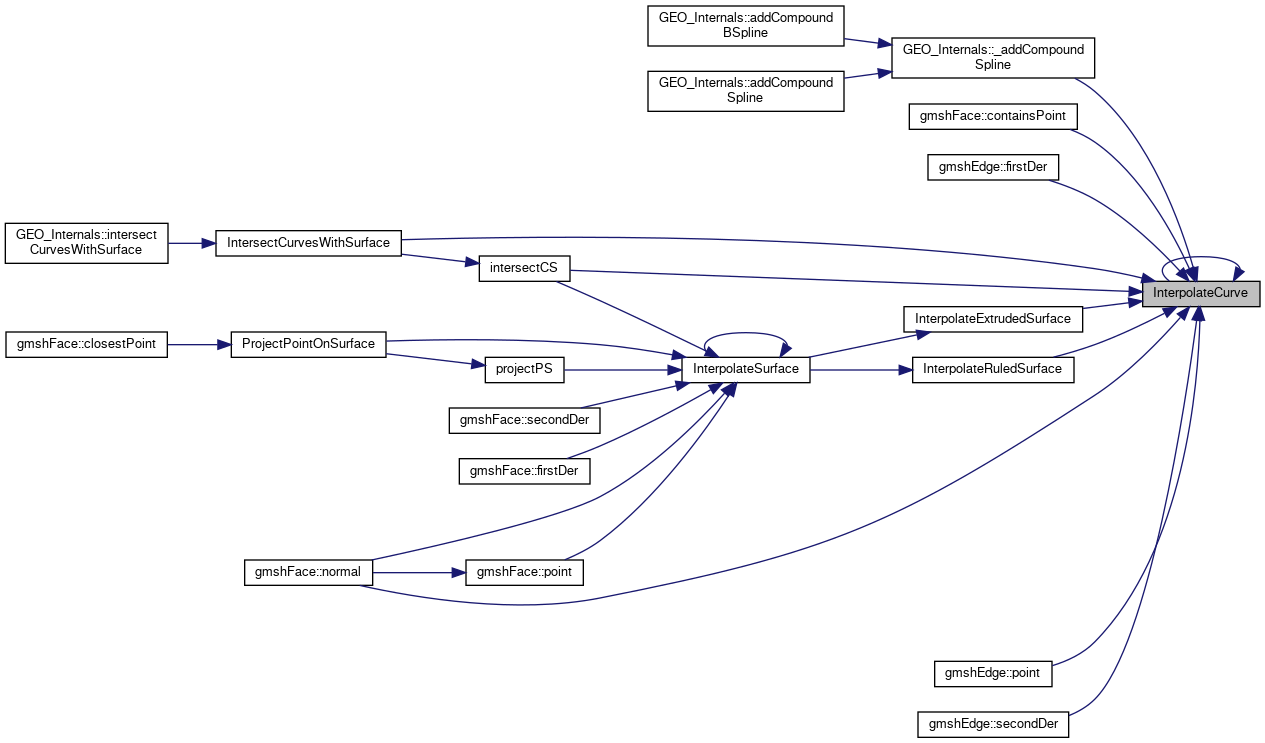 GEO_Internals::addCompound
BSpline
GEO_Internals::_addCompound
Spline
GEO_Internals::addCompound
Spline
gmshFace::containsPoint
gmshEdge::firstDer
GEO_Internals::intersect
CurvesWithSurface
IntersectCurvesWithSurface
intersectCS
InterpolateCurve
InterpolateExtrudedSurface
gmshFace::closestPoint
ProjectPointOnSurface
projectPS
InterpolateSurface
InterpolateRuledSurface
gmshFace::secondDer
gmshFace::firstDer
gmshFace::normal
gmshFace::point
gmshEdge::point
gmshEdge::secondDer